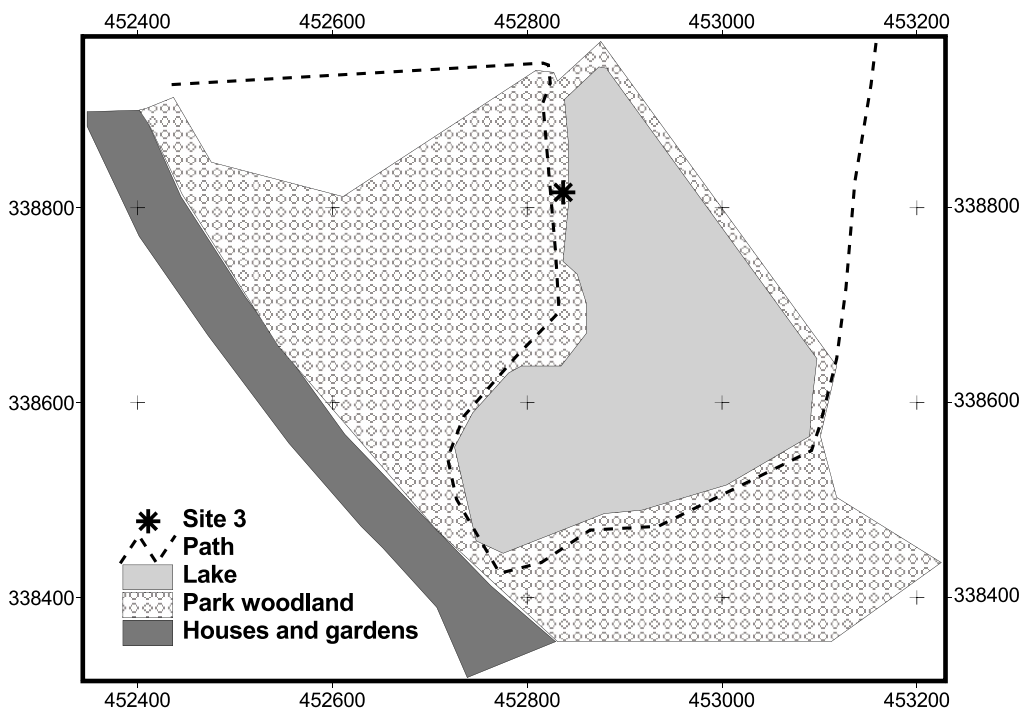 452400 452600 452800 453000 453200
338800 338800
338600 338600
Site 3
Path
Lake
338400 Park woodland 338400
Houses and gardens
452400 452600 452800 453000 453200